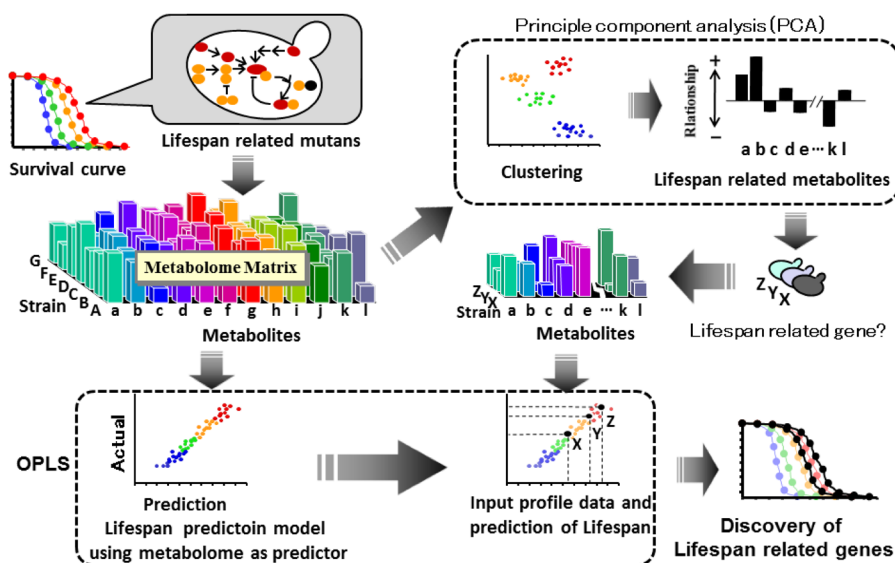 Principle component analysis (PCA)
Lifespan related mutans
Survival curve
Clustering
+
Rlationship
−
a b c d e ··· k l
Lifespan related metabolites
Metabolome Matrix
G
F
E
D
C
B
A
Strain
a b c d e f g h i j k l
Metabolites
Z
Y
X
Strain
a b c d e ··· k l
Metabolites
Z
Y
X
Lifespan related gene?
OPLS
Actual
Prediction
Lifespan predictoin model
using metabolome as predictor
X
Y
Z
Input profile data and
prediction of Lifespan
Discovery of
Lifespan related genes